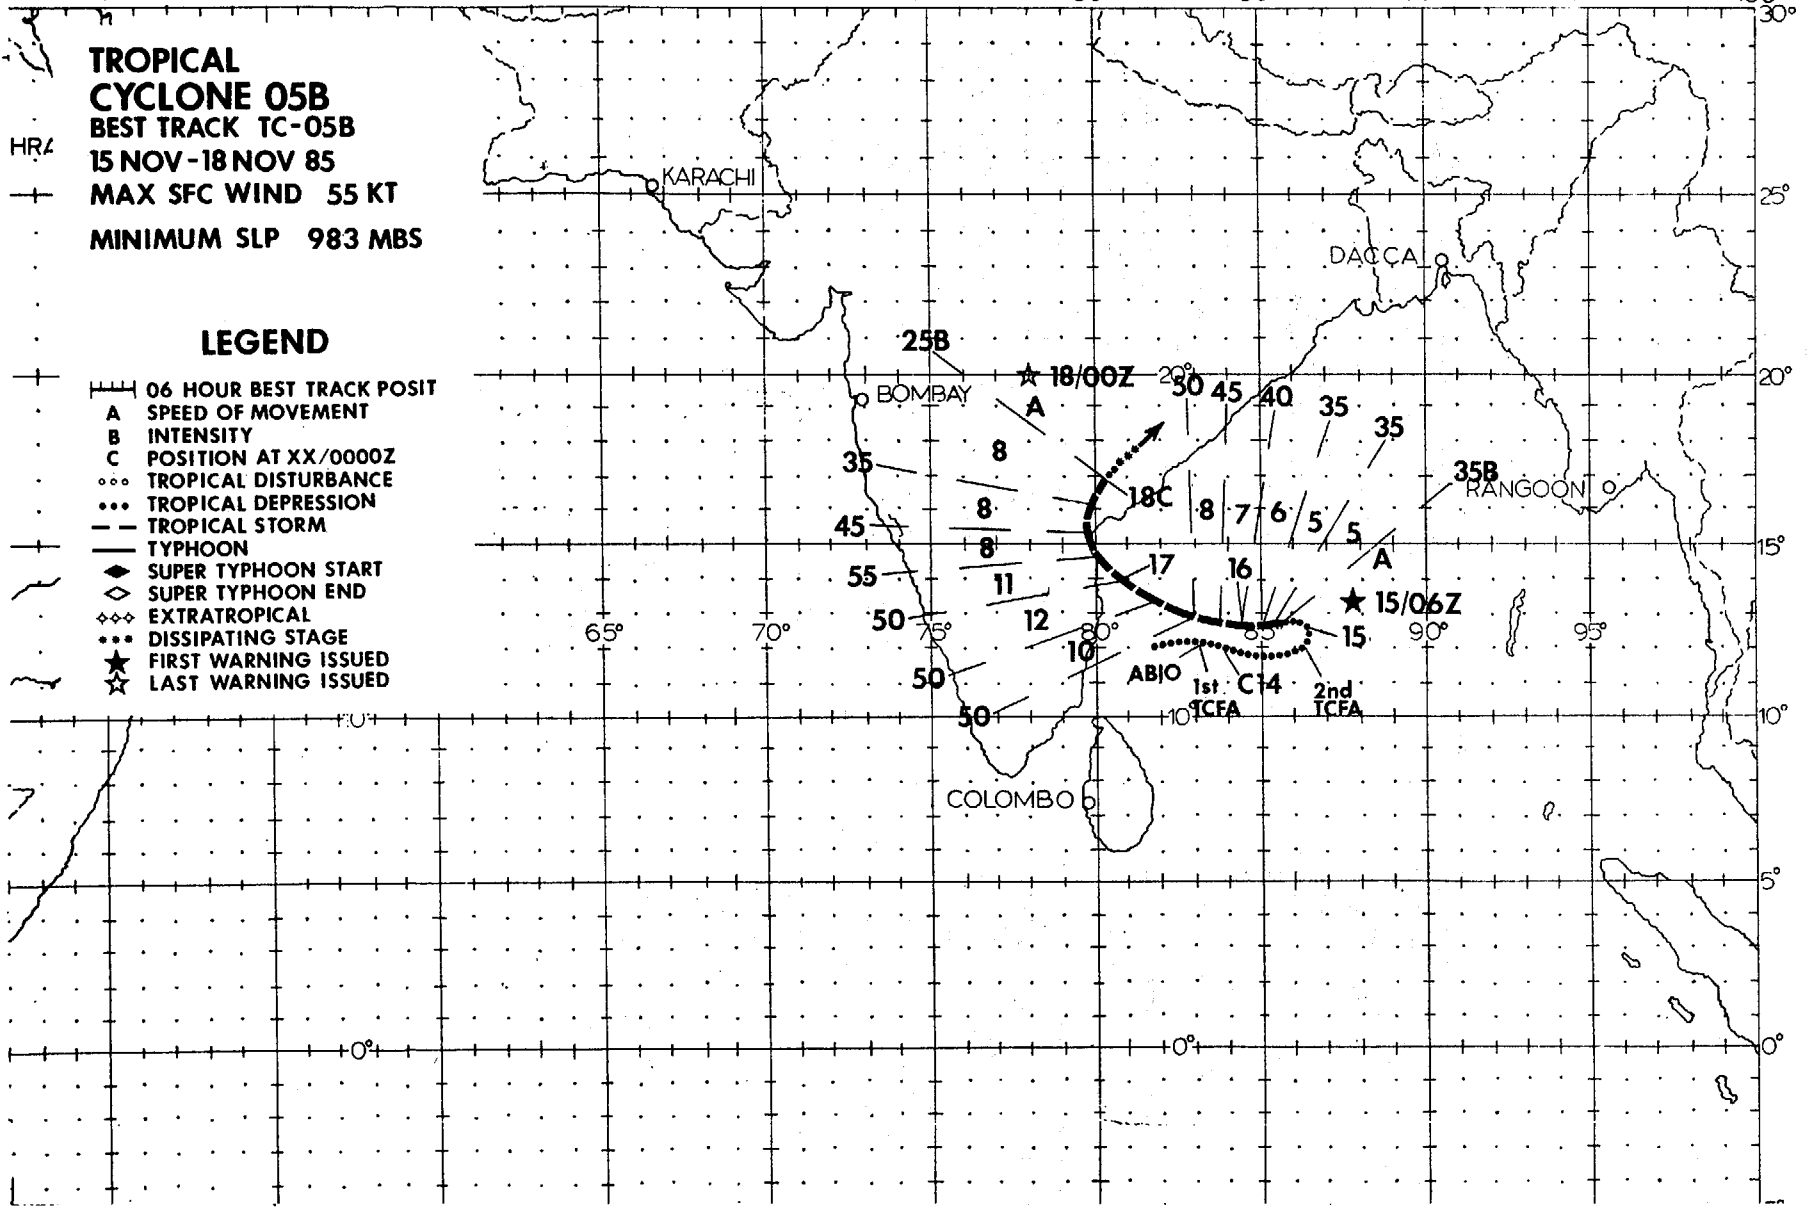 TROPICAL
CYCLONE 05B
BEST TRACK TC-05B
15 NOV-18 NOV 85
MAX SFC WIND 55 KT
MINIMUM SLP 983 MBS
LEGEND
06 HOUR BEST TRACK POSIT
A SPEED OF MOVEMENT
B INTENSITY
C POSITION AT XX/0000Z
TROPICAL DISTURBANCE
TROPICAL DEPRESSION
TROPICAL STORM
TYPHOON
SUPER TYPHOON START
SUPER TYPHOON END
EXTRATROPICAL
DISSIPATING STAGE
FIRST WARNING ISSUED
LAST WARNING ISSUED
30°
KARACHI
25°
DACCA
25B
18/00Z
20°
20°
BOMBAY
A
50
45
40
35
35
8
35
35B
RANGOON
18C
8
8
7
6
5
5
45
8
15°
A
55
11
17
16
15/06Z
50
12
65°
70°
75°
80°
85°
90°
95°
15
10
ABIO
50
1st
TCFA
C14
2nd
TCFA
50
10°
10°
10°
COLOMBO
5°
0°
0°
0°